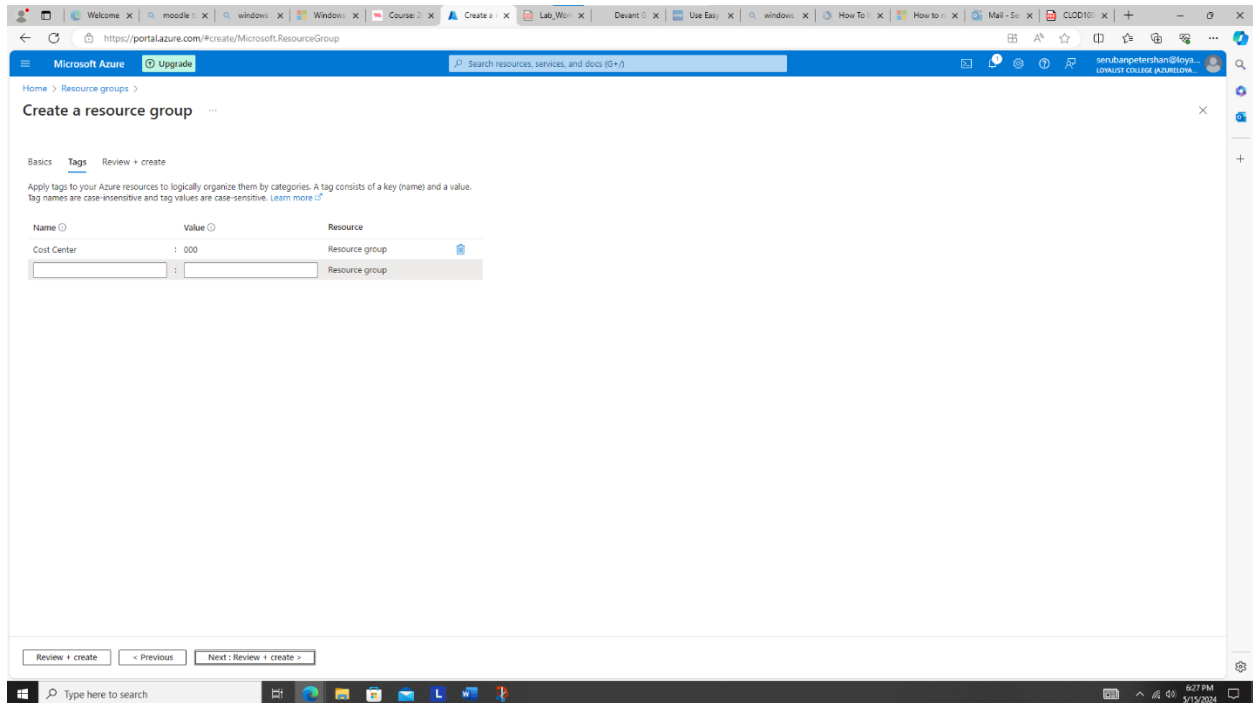 Welcome
moodle
windows
Windows
Course: 2
Create a r
Lab_Wor
Devant G
Use Easy
windows
How To
How to r
Mail - Se
CLOD100
https://portal.azure.com/#create/Microsoft.ResourceGroup
Microsoft Azure
Upgrade
Search resources, services, and docs (G+/)
1
serubanpetershan@loya...
LOYALIST COLLEGE (AZURELOYA...
Home > Resource groups >
Create a resource group ...
Basics Tags Review + create
Apply tags to your Azure resources to logically organize them by categories. A tag consists of a key (name) and a value.
Tag names are case-insensitive and tag values are case-sensitive. Learn more
Name Value Resource
Cost Center : 000 Resource group
: Resource group
Review + create < Previous Next : Review + create >
Type here to search
L
W
6:27 PM
5/15/2024